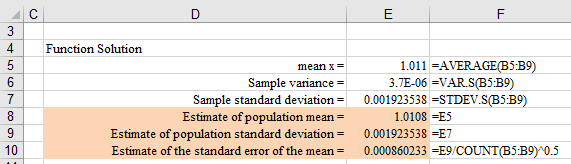 C D E F
3
4 Function Solution
5 mean x = 1.011 =AVERAGE(B5:B9)
6 Sample variance = 3.7E-06 =VAR.S(B5:B9)
7 Sample standard deviation = 0.001923538 =STDEV.S(B5:B9)
8 Estimate of population mean = 1.0108 =E5
9 Estimate of population standard deviation = 0.001923538 =E7
10 Estimate of the standard error of the mean = 0.000860233 =E9/COUNT(B5:B9)^0.5